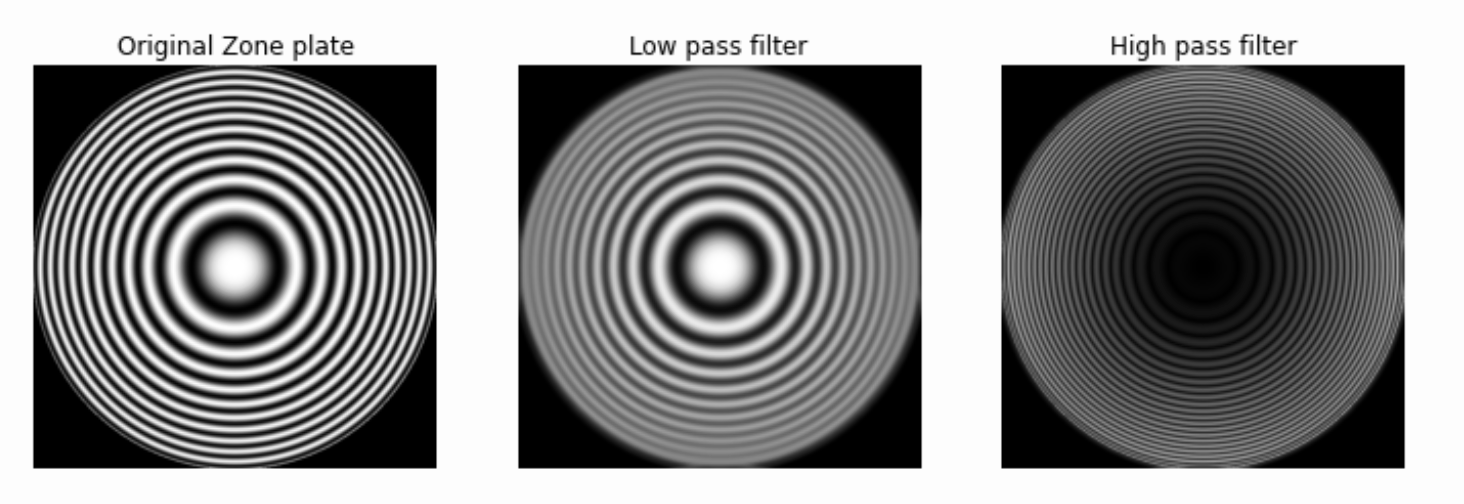 Original Zone plate
Low pass filter
High pass filter